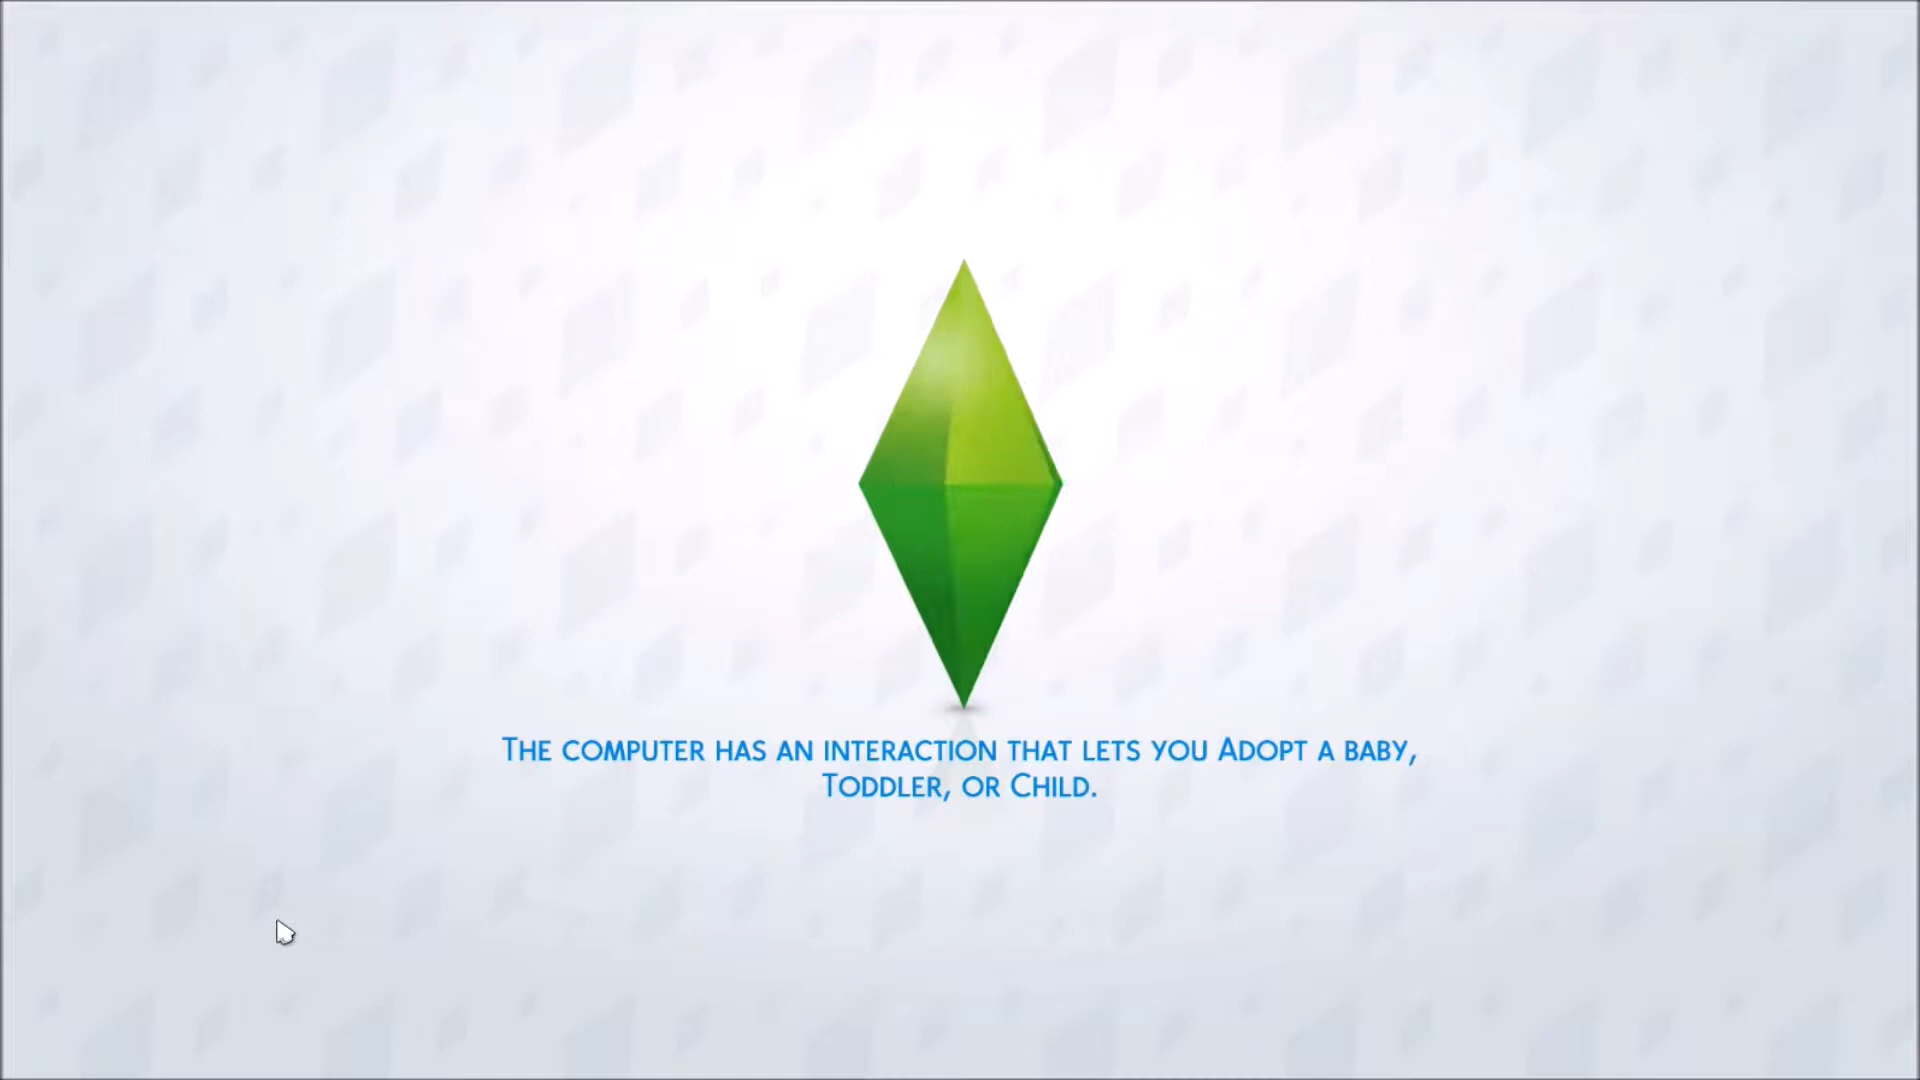 The computer has an interaction that lets you Adopt a baby,
Toddler, or Child.